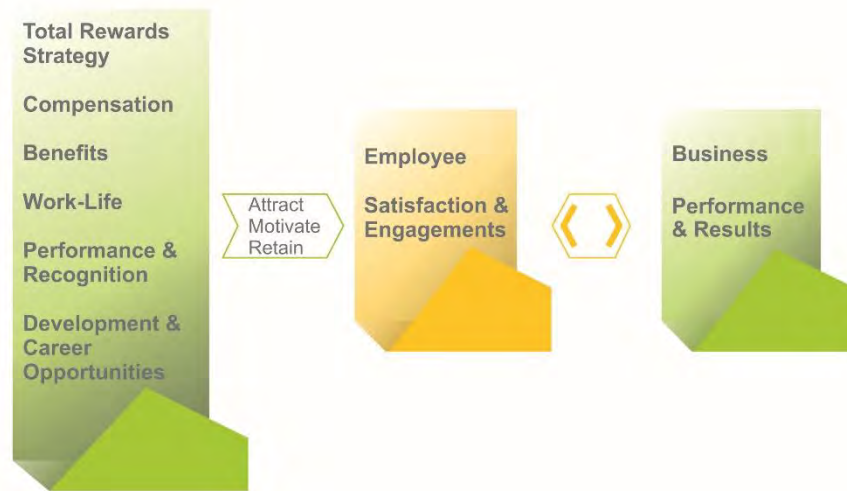 Total Rewards
Strategy
Compensation
Benefits
Work-Life
Performance &
Recognition
Development &
Career
Opportunities
Attract
Motivate
Retain
Employee
Satisfaction &
Engagements
Business
Performance
& Results